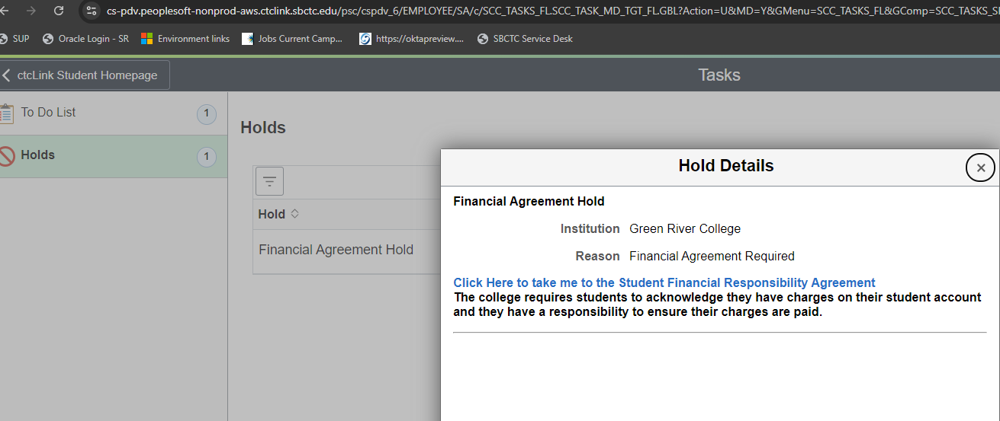 cs-pdv.peoplesoft-nonprod-aws.ctclink.sbctc.edu/psc/cspdv_6/EMPLOYEE/SA/c/SCC_TASKS_FL.SCC_TASK_MD_TGT_FL.GBL?Action=U&MD=Y&GMenu=SCC_TASKS_FL&GComp=SCC_TASKS_S
SUP Oracle Login - SR Environment links Jobs Current Camp... https://oktapreview.... SBCTC Service Desk
ctcLink Student Homepage Tasks
To Do List 1
Holds 1
Holds
Hold
Financial Agreement Hold
Hold Details
Financial Agreement Hold
Institution Green River College
Reason Financial Agreement Required
Click Here to take me to the Student Financial Responsibility Agreement
The college requires students to acknowledge they have charges on their student account
and they have a responsibility to ensure their charges are paid.